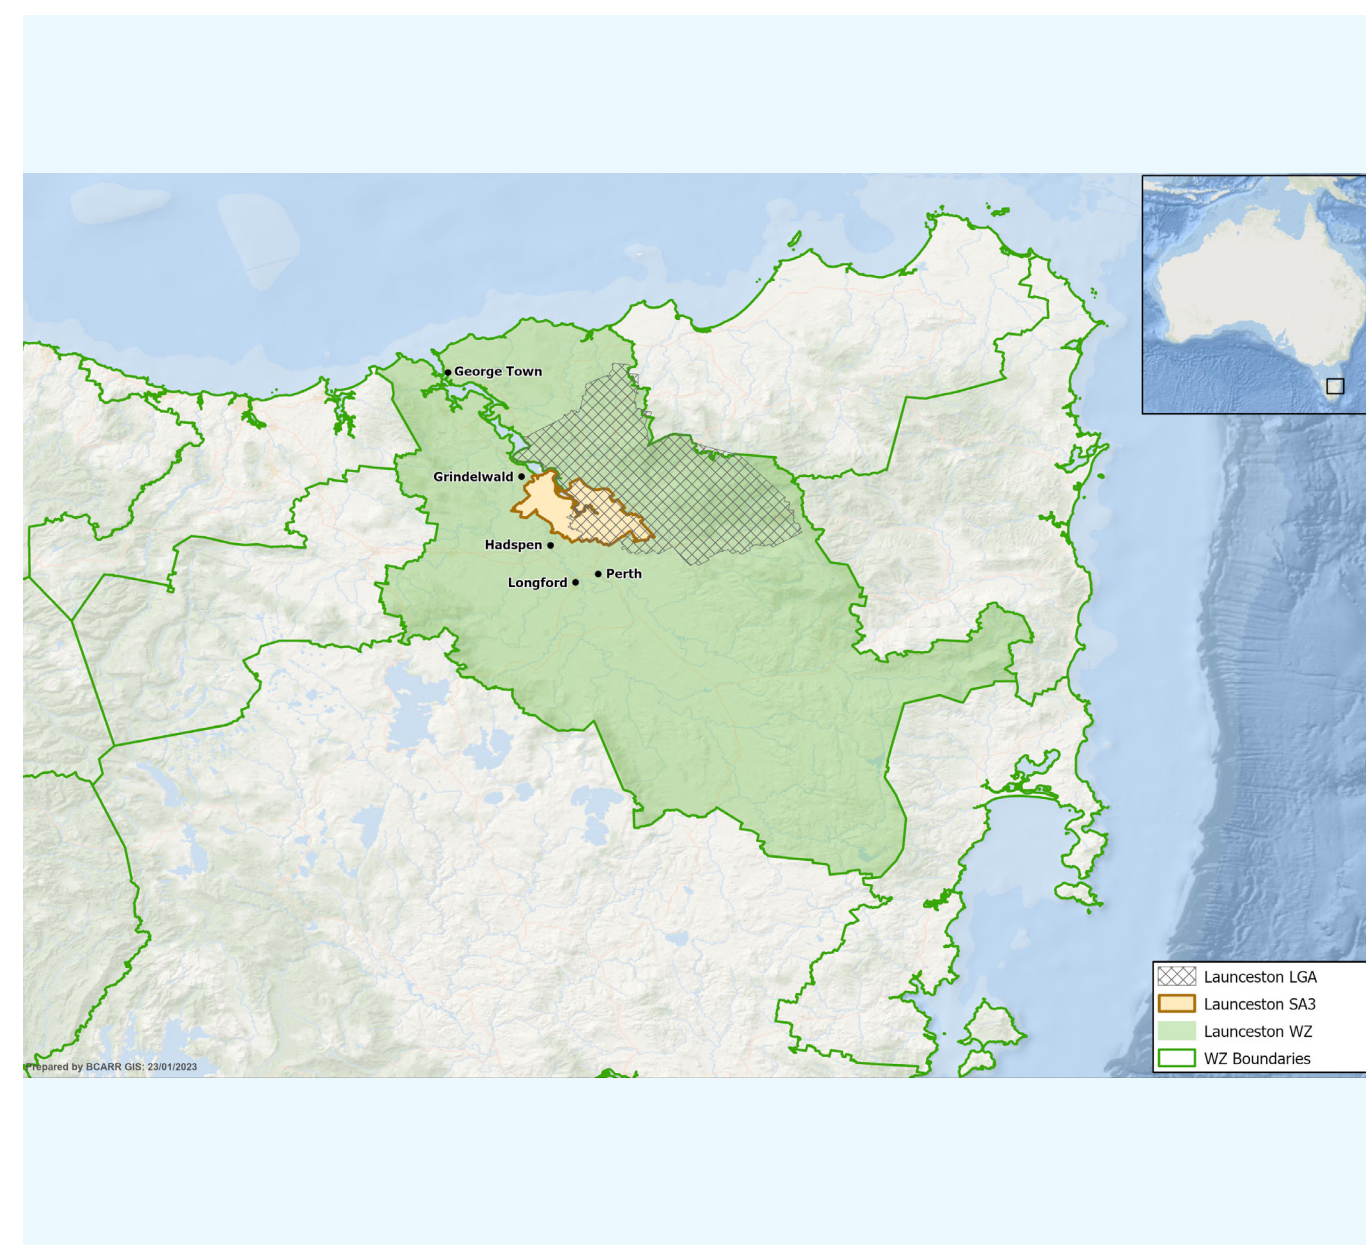 George Town
Grindelwald
Hadspen
Perth
Longford
Launceston LGA
Launceston SA3
Launceston WZ
WZ Boundaries
Prepared by BCARR GIS: 23/01/2023